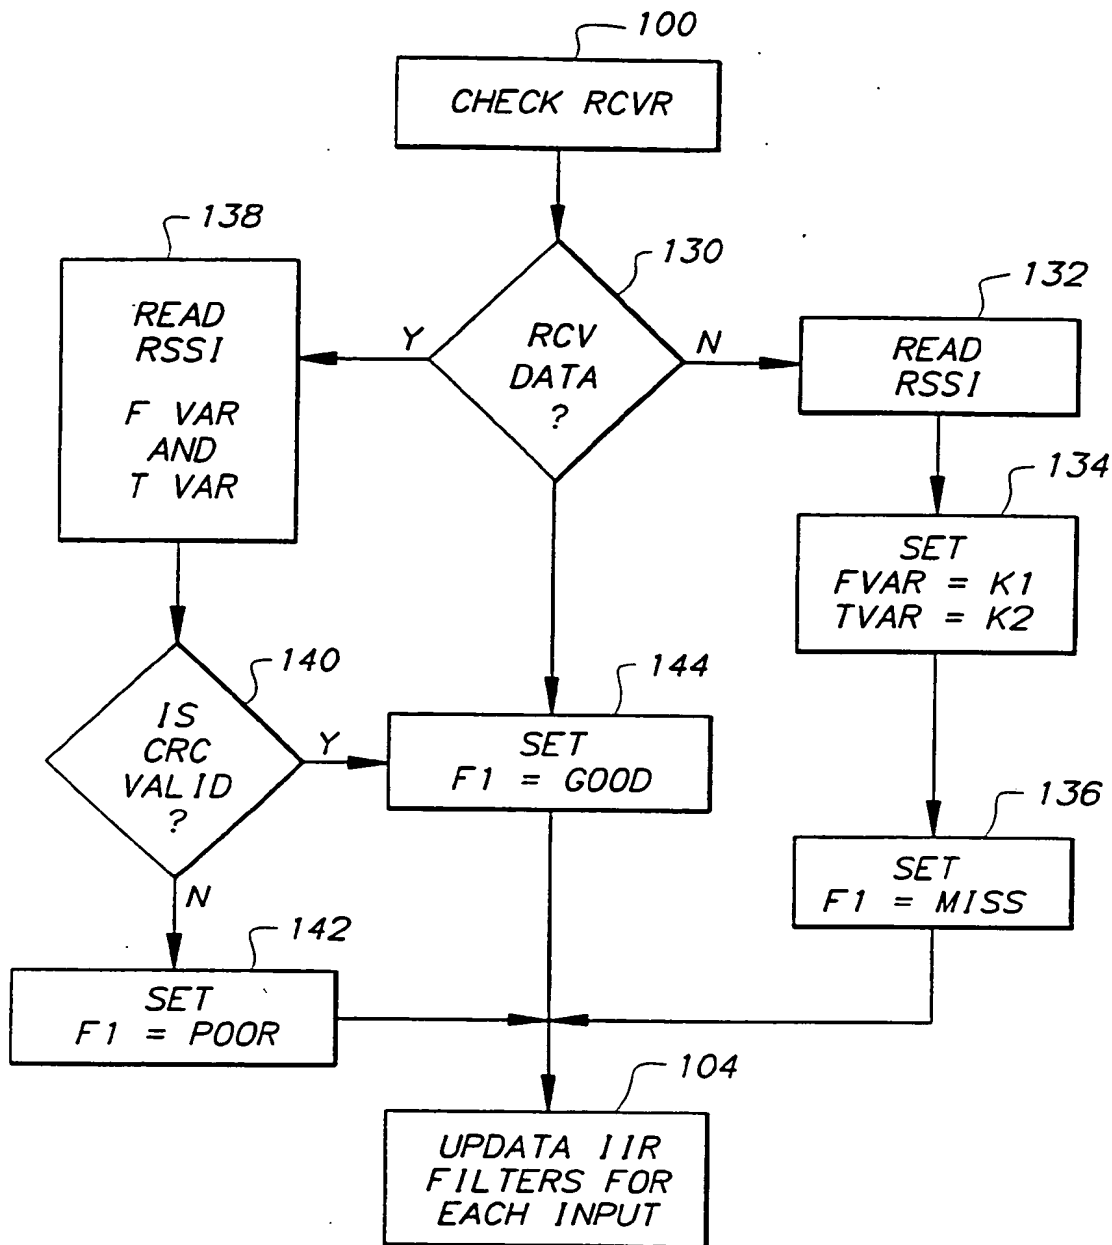 100
CHECK RCVR
138
130
132
READ
RSSI
F VAR
AND
T VAR
Y
RCV
DATA
?
N
READ
RSSI
134
SET
FVAR = K1
TVAR = K2
140
IS
CRC
VALID
?
Y
N
144
SET
F1 = GOOD
136
SET
F1 = MISS
142
SET
F1 = POOR
104
UPDATA IIR
FILTERS FOR
EACH INPUT